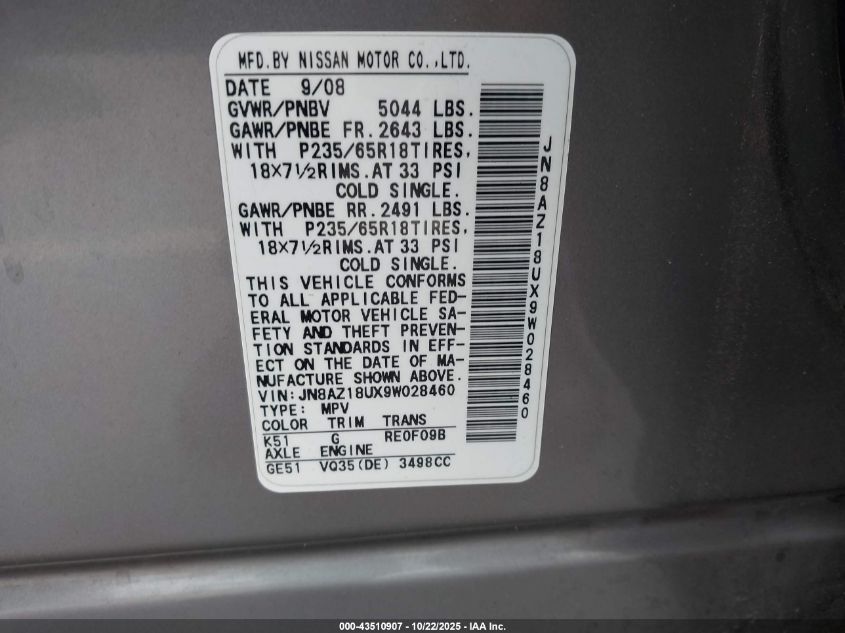 MFD.BY NISSAN MOTOR CO.,LTD.
DATE 9/08
GVWR/PNBV 5044 LBS.
GAWR/PNBE FR.2643 LBS.
WITH P235/65R18TIRES,
18×7½RIMS.AT 33 PSI
COLD SINGLE.
GAWR/PNBE RR.2491 LBS.
WITH P235/65R18TIRES,
18×7½RIMS.AT 33 PSI
COLD SINGLE.
THIS VEHICLE CONFORMS
TO ALL APPLICABLE FED-
ERAL MOTOR VEHICLE SA-
FETY AND THEFT PREVEN-
TION STANDARDS IN EFF-
ECT ON THE DATE OF MA-
NUFACTURE SHOWN ABOVE.
VIN:JN8AZ18UX9W028460
TYPE: MPV
COLOR TRIM TRANS
K51 G RE0F09B
AXLE ENGINE
GE51 VQ35(DE) 3498CC
JN8AZ18UX9W028460
000-43510907 - 10/22/2025 - IAA Inc.